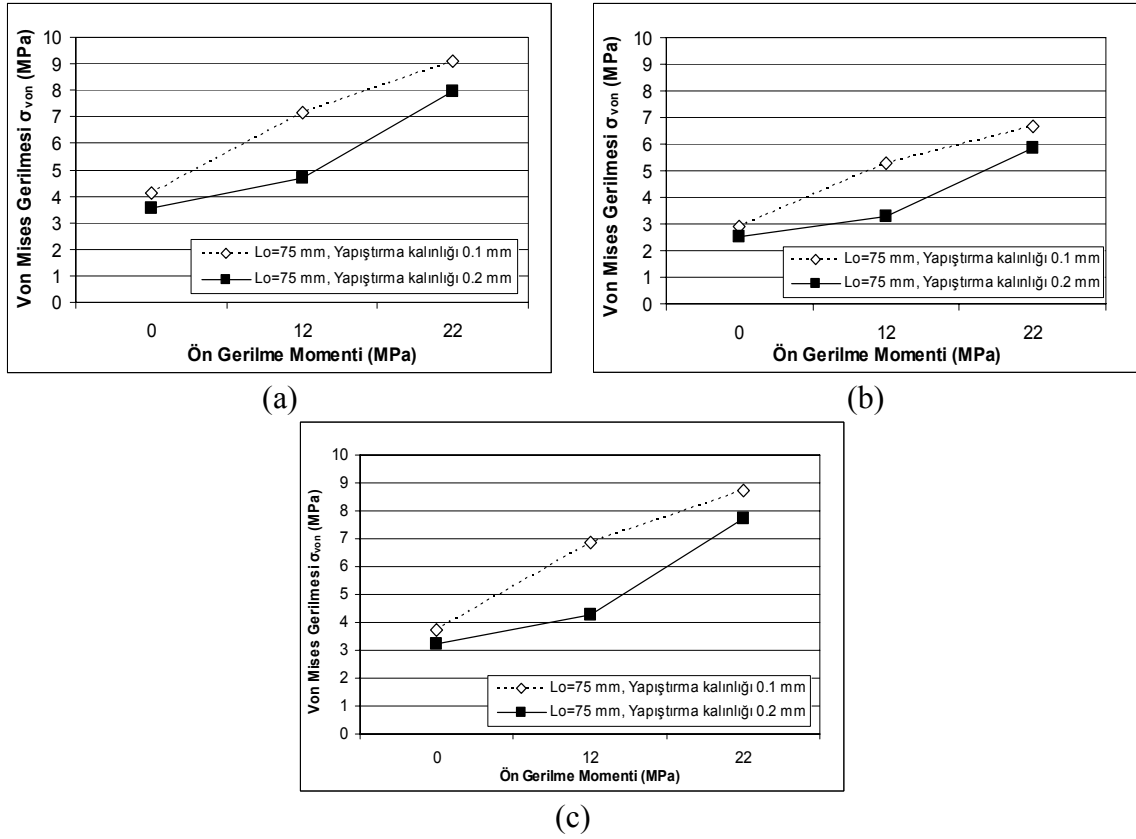 10
9
8
7
6
5
4
3
2
1
0
Von Mises Gerilmesi σvon (MPa)
Lo=75 mm, Yapıştırma kalınlığı 0.1 mm
Lo=75 mm, Yapıştırma kalınlığı 0.2 mm
0 12 22
Ön Gerilme Momenti (MPa)
(a)
10
9
8
7
6
5
4
3
2
1
0
Von Mises Gerilmesi σvon (MPa)
Lo=75 mm, Yapıştırma kalınlığı 0.1 mm
Lo=75 mm, Yapıştırma kalınlığı 0.2 mm
0 12 22
Ön Gerilme Momenti (MPa)
(b)
10
9
8
7
6
5
4
3
2
1
0
Von Mises Gerilmesi σvon (MPa)
Lo=75 mm, Yapıştırma kalınlığı 0.1 mm
Lo=75 mm, Yapıştırma kalınlığı 0.2 mm
0 12 22
Ön Gerilme Momenti (MPa)
(c)